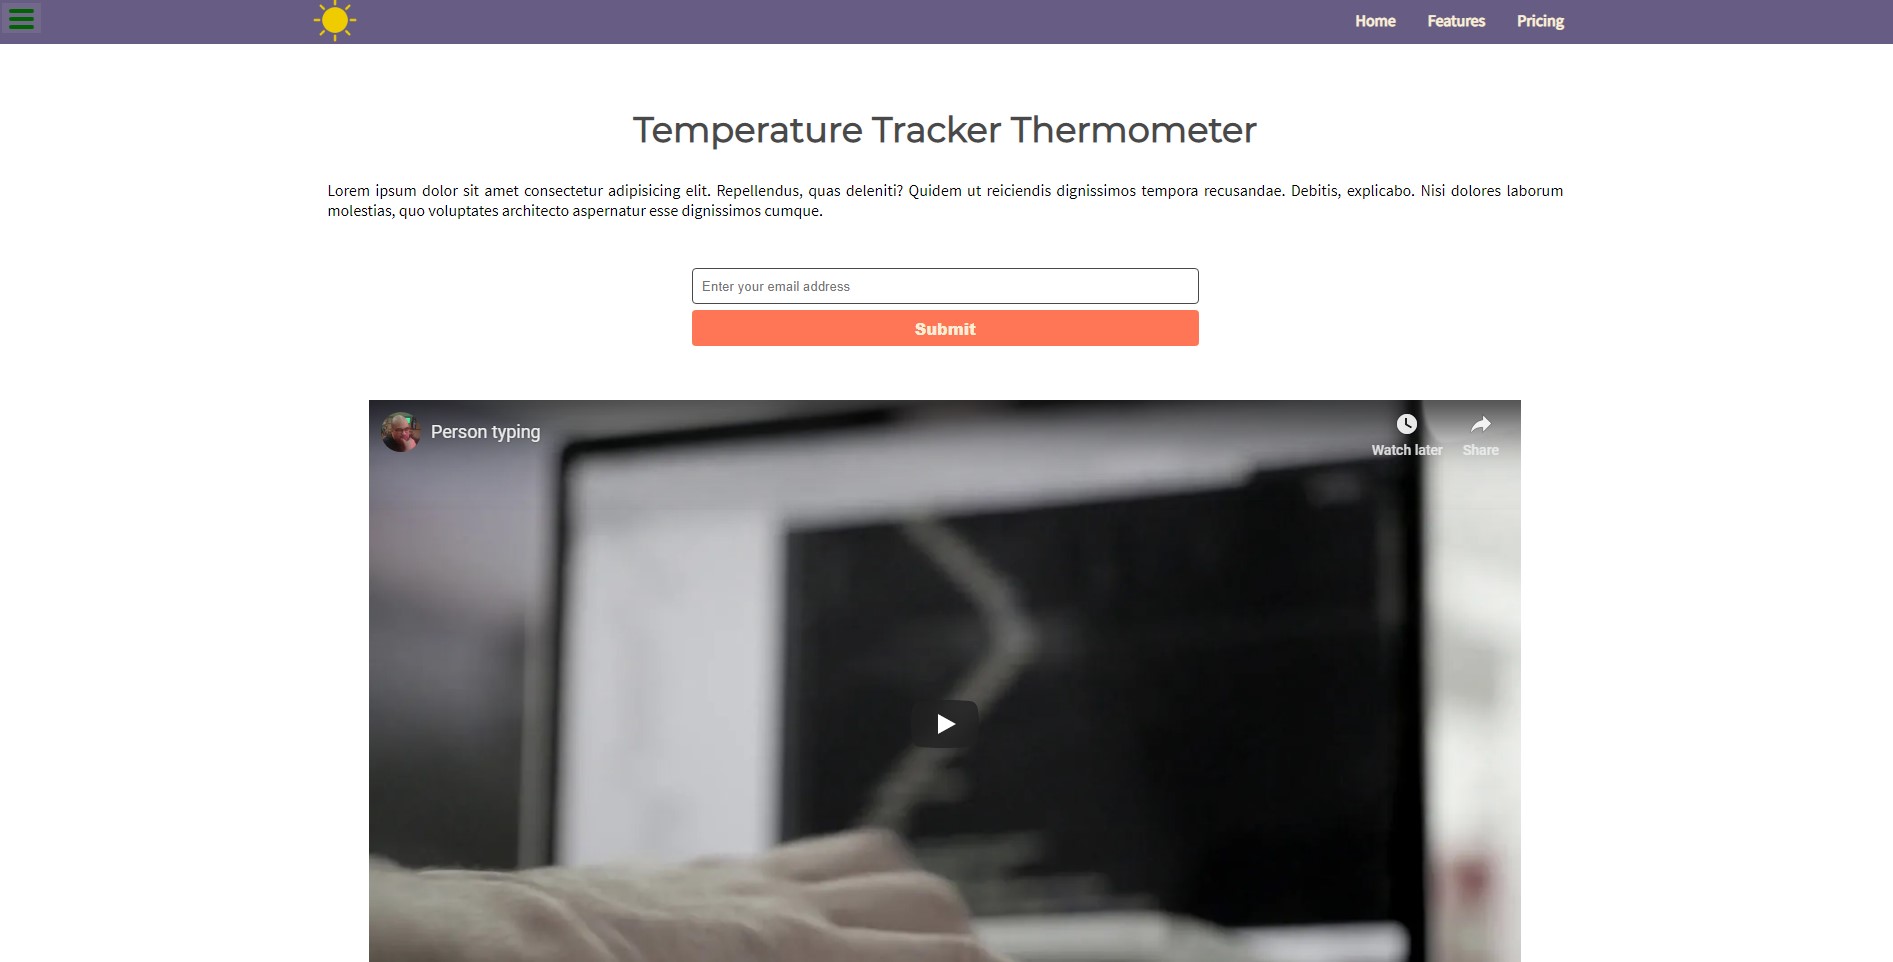 Home Features Pricing
Temperature Tracker Thermometer
Lorem ipsum dolor sit amet consectetur adipisicing elit. Repellendus, quas deleniti? Quidem ut reiciendis dignissimos tempora recusandae. Debitis, explicabo. Nisi dolores laborum
molestias, quo voluptates architecto aspernatur esse dignissimos cumque.
Enter your email address
Submit
Person typing
Watch later Share